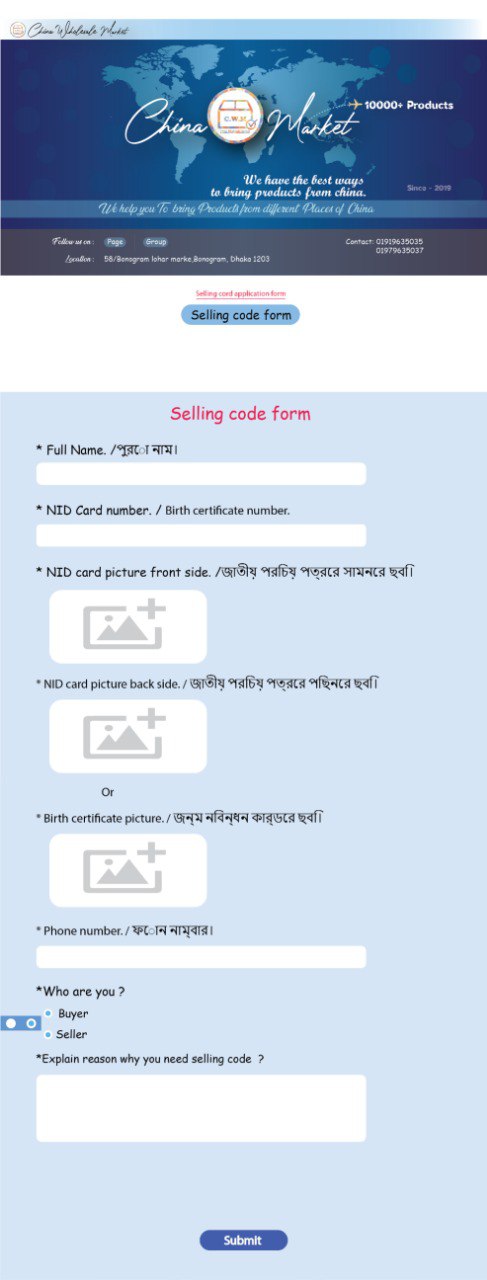 China Wholesale Market
China C.W.M Market
10000+ Products
We have the best ways
to bring products from china.
Since - 2019
We help you To bring Products from different Places of China
Follow us on : Page Group
Contact: 01919635035
01979635037
Location : 58/Bonogram lohar marke,Bonogram, Dhaka 1203
Selling cord application form
Selling code form
Selling code form
* Full Name. /পুরো নাম।
* NID Card number. / Birth certificate number.
* NID card picture front side. /জাতীয় পরিচয় পত্রের সামনের ছবি।
* NID card picture back side. / জাতীয় পরিচয় পত্রের পছিনের ছবি।
Or
* Birth certificate picture. / জন্ম নবিন্ধন কার্ডের ছবি।
* Phone number. / ফোন নাম্বার।
*Who are you ?
Buyer
Seller
*Explain reason why you need selling code ?
Submit